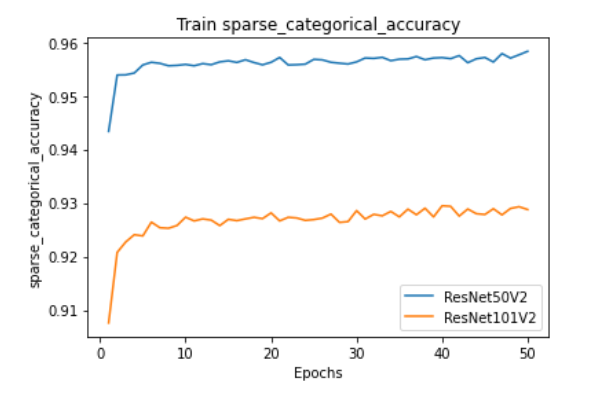 Train sparse_categorical_accuracy
sparse_categorical_accuracy
0.96
0.95
0.94
0.93
0.92
0.91
0
10
20
30
40
50
Epochs
ResNet50V2
ResNet101V2